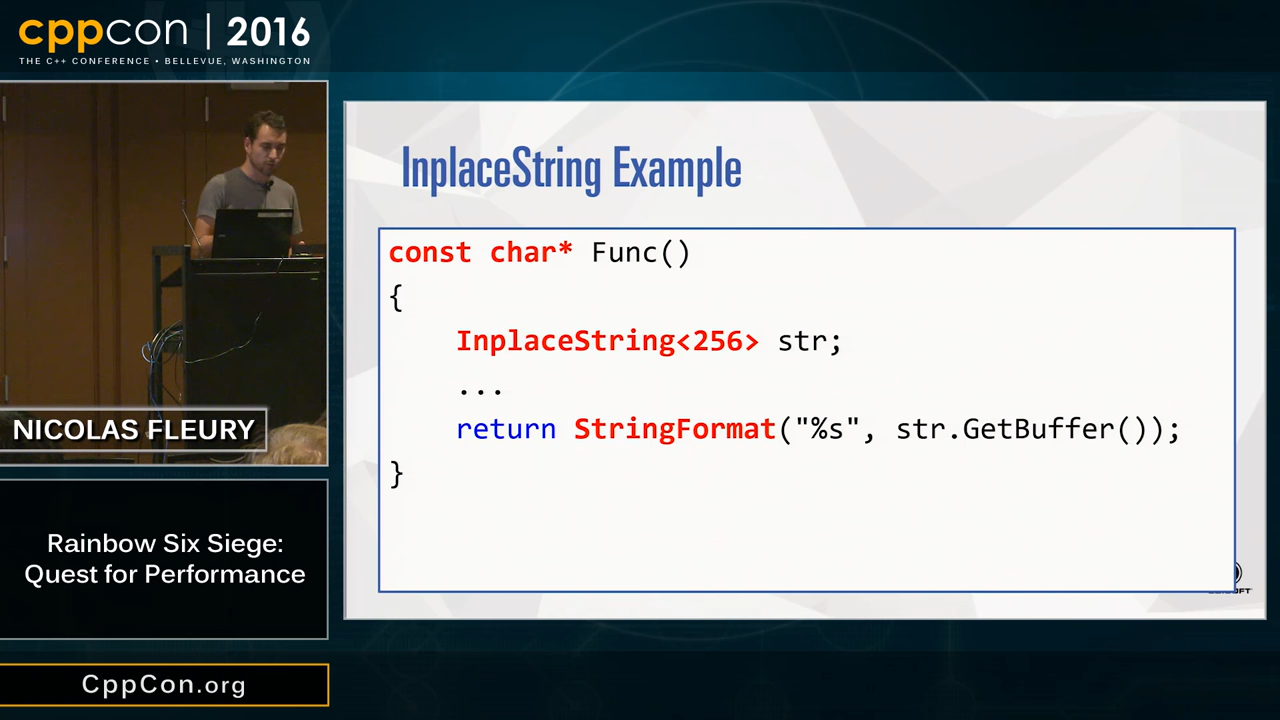 cppcon | 2016
THE C++ CONFERENCE • BELLEVUE, WASHINGTON
InplaceString Example
const char* Func()
{
InplaceString<256> str;
...
return StringFormat("%s", str.GetBuffer());
}
NICOLAS FLEURY
Rainbow Six Siege:
Quest for Performance
CppCon.org